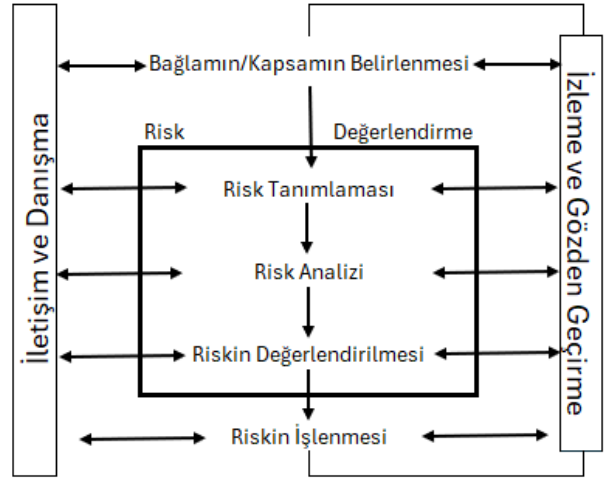 Bağlamın/Kapsamın Belirlenmesi
Risk Değerlendirme
Risk Tanımlaması
Risk Analizi
Riskin Değerlendirilmesi
Riskin İşlenmesi
İletişim ve Danışma
İzleme ve Gözden Geçirme